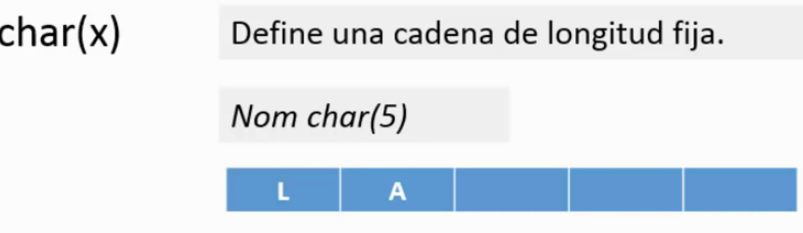 char(x)
Define una cadena de longitud fija.
Nom char(5)
L A